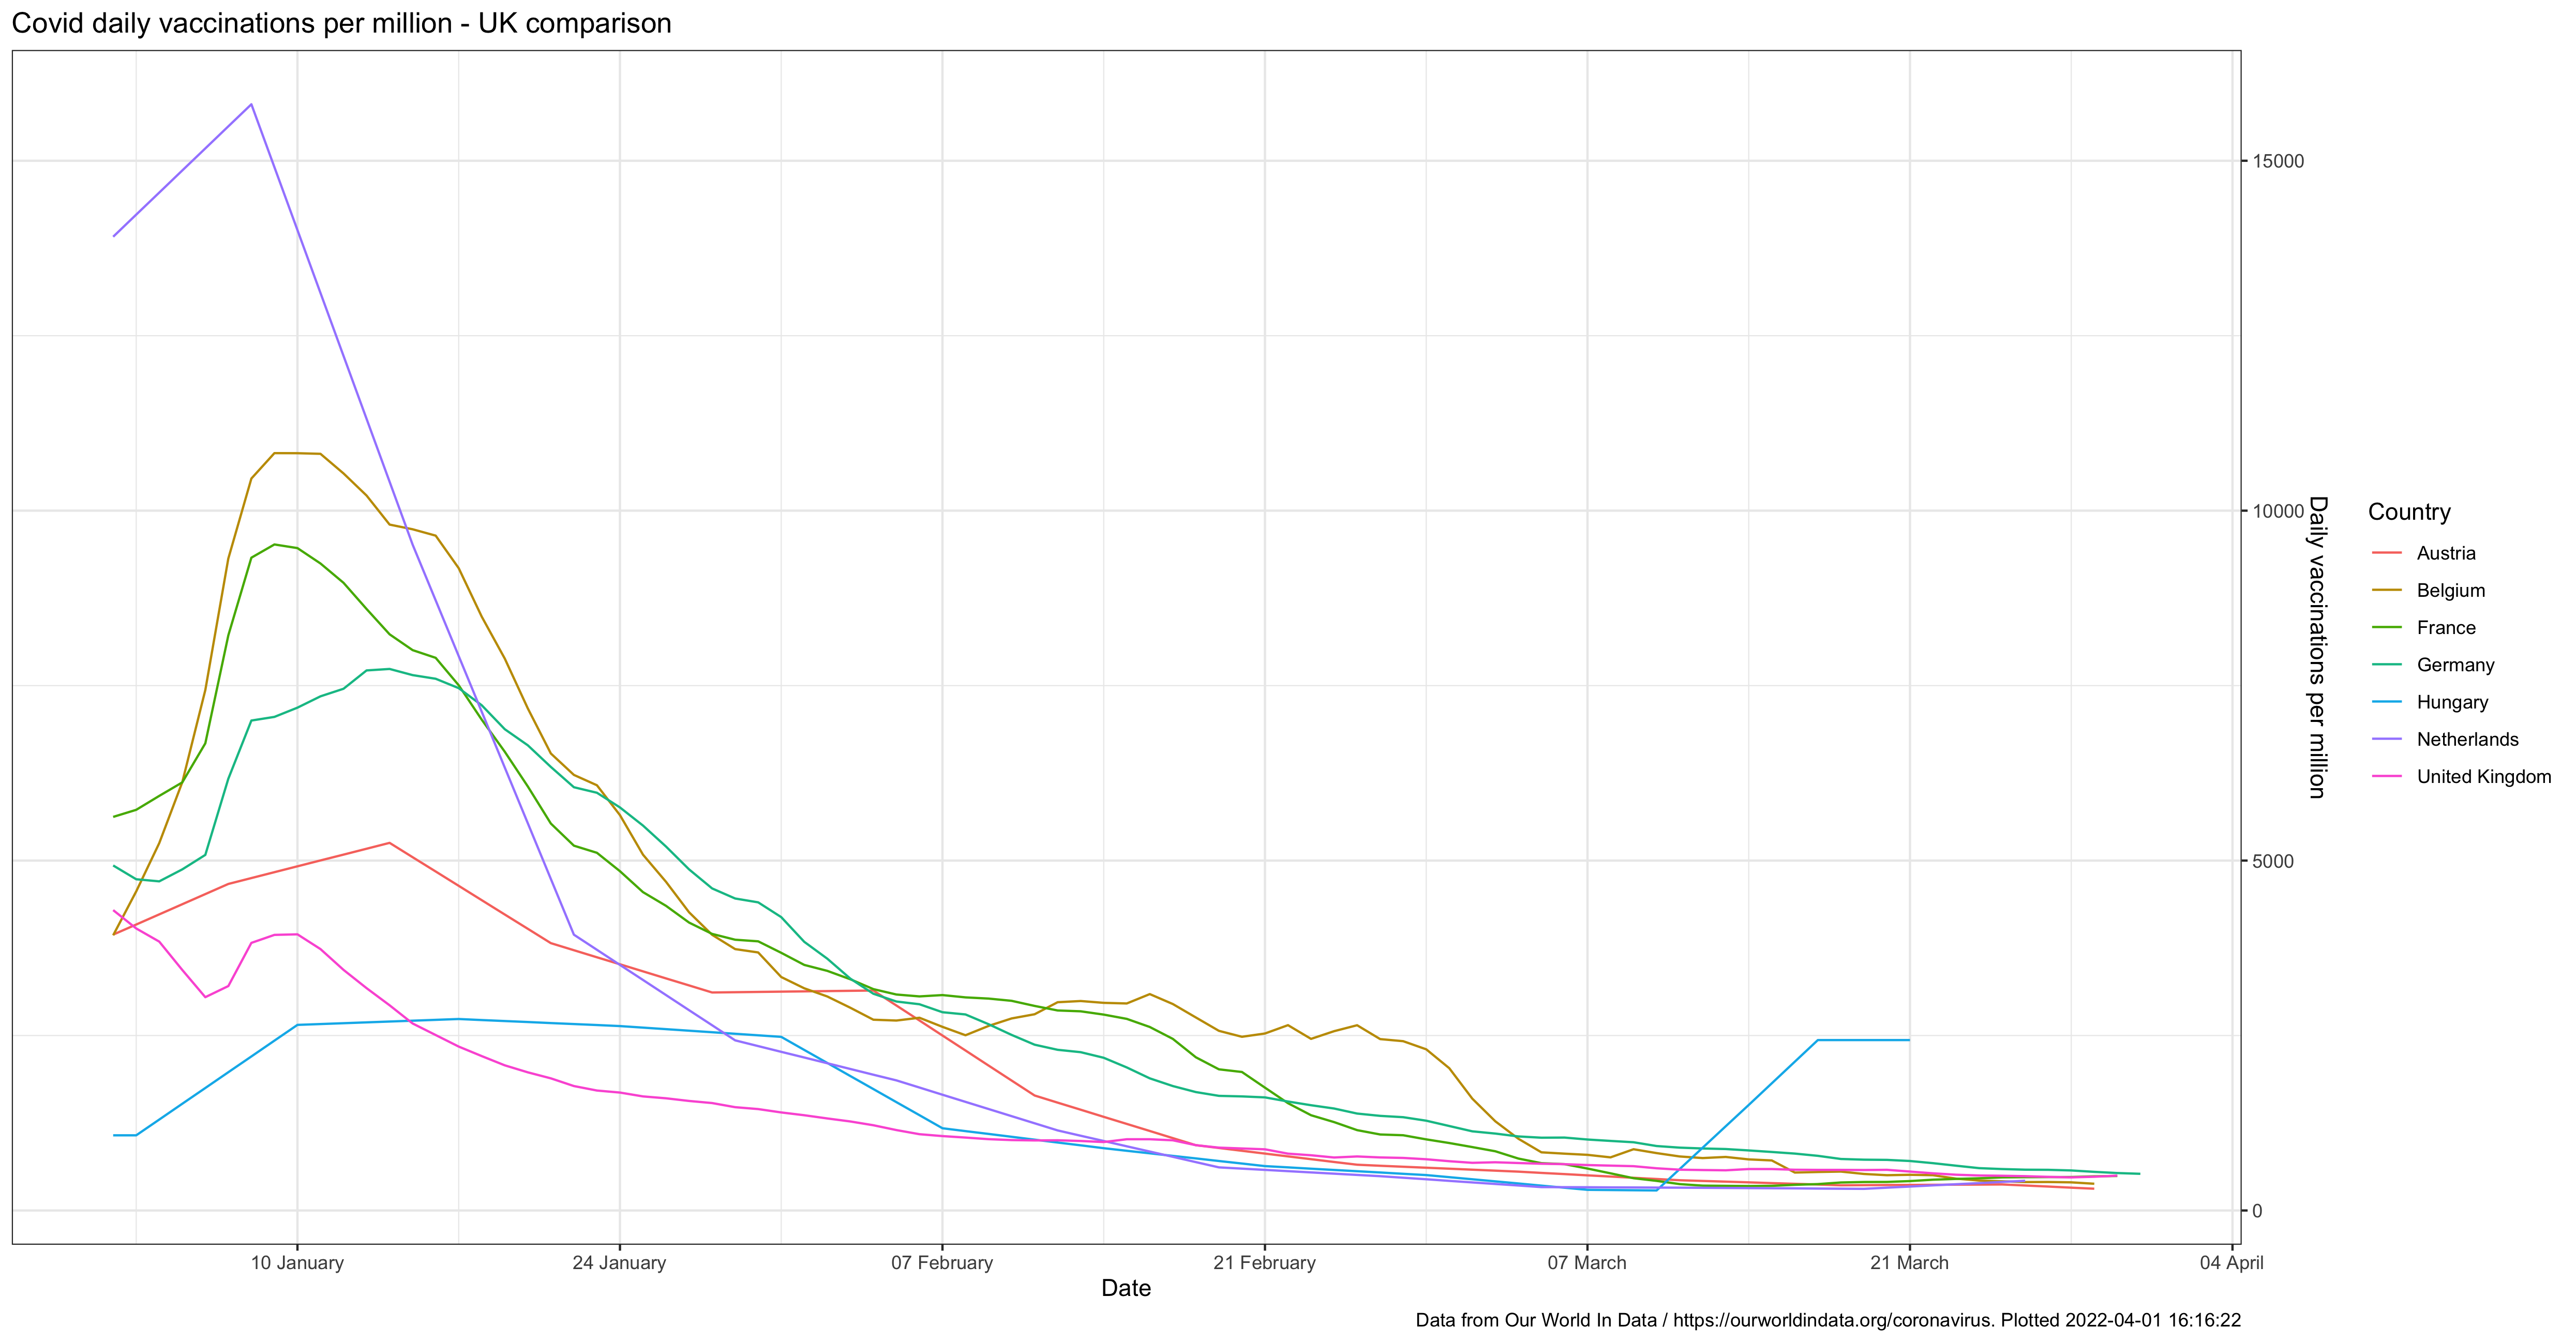 Covid daily vaccinations per million - UK comparison
15000
10000
5000
0
Daily vaccinations per million
Country
Austria
Belgium
France
Germany
Hungary
Netherlands
United Kingdom
10 January
24 January
07 February
21 February
07 March
21 March
04 April
Date
Data from Our World In Data / https://ourworldindata.org/coronavirus. Plotted 2022-04-01 16:16:22